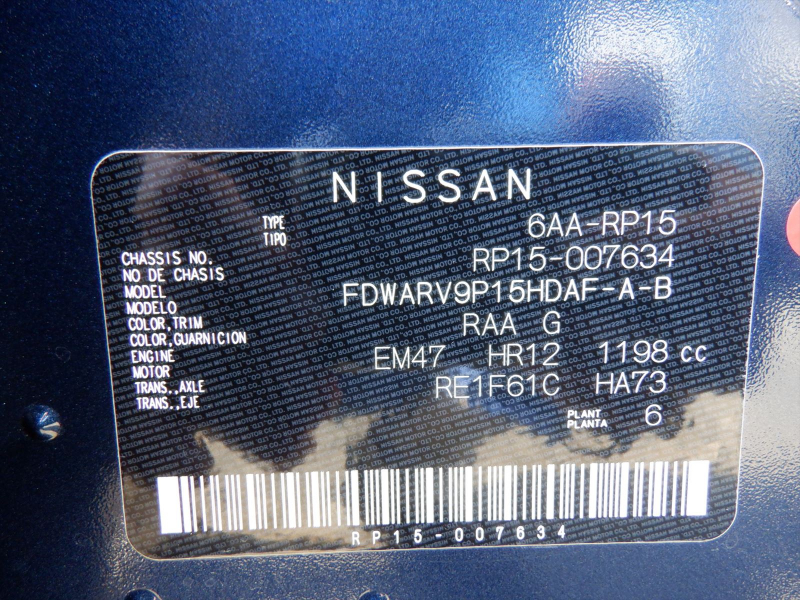 NISSAN
TYPE
TIPO
6AA-RP15
CHASSIS NO.
NO DE CHASIS
RP15-007634
MODEL
MODELO
FDWARV9P15HDAF-A-B
COLOR,TRIM
COLOR,GUARNICION
RAA G
ENGINE
MOTOR
EM47 HR12 1198 cc
TRANS.,AXLE
TRANS.,EJE
RE1F61C HA73
PLANT
PLANTA
6
RP15-007634